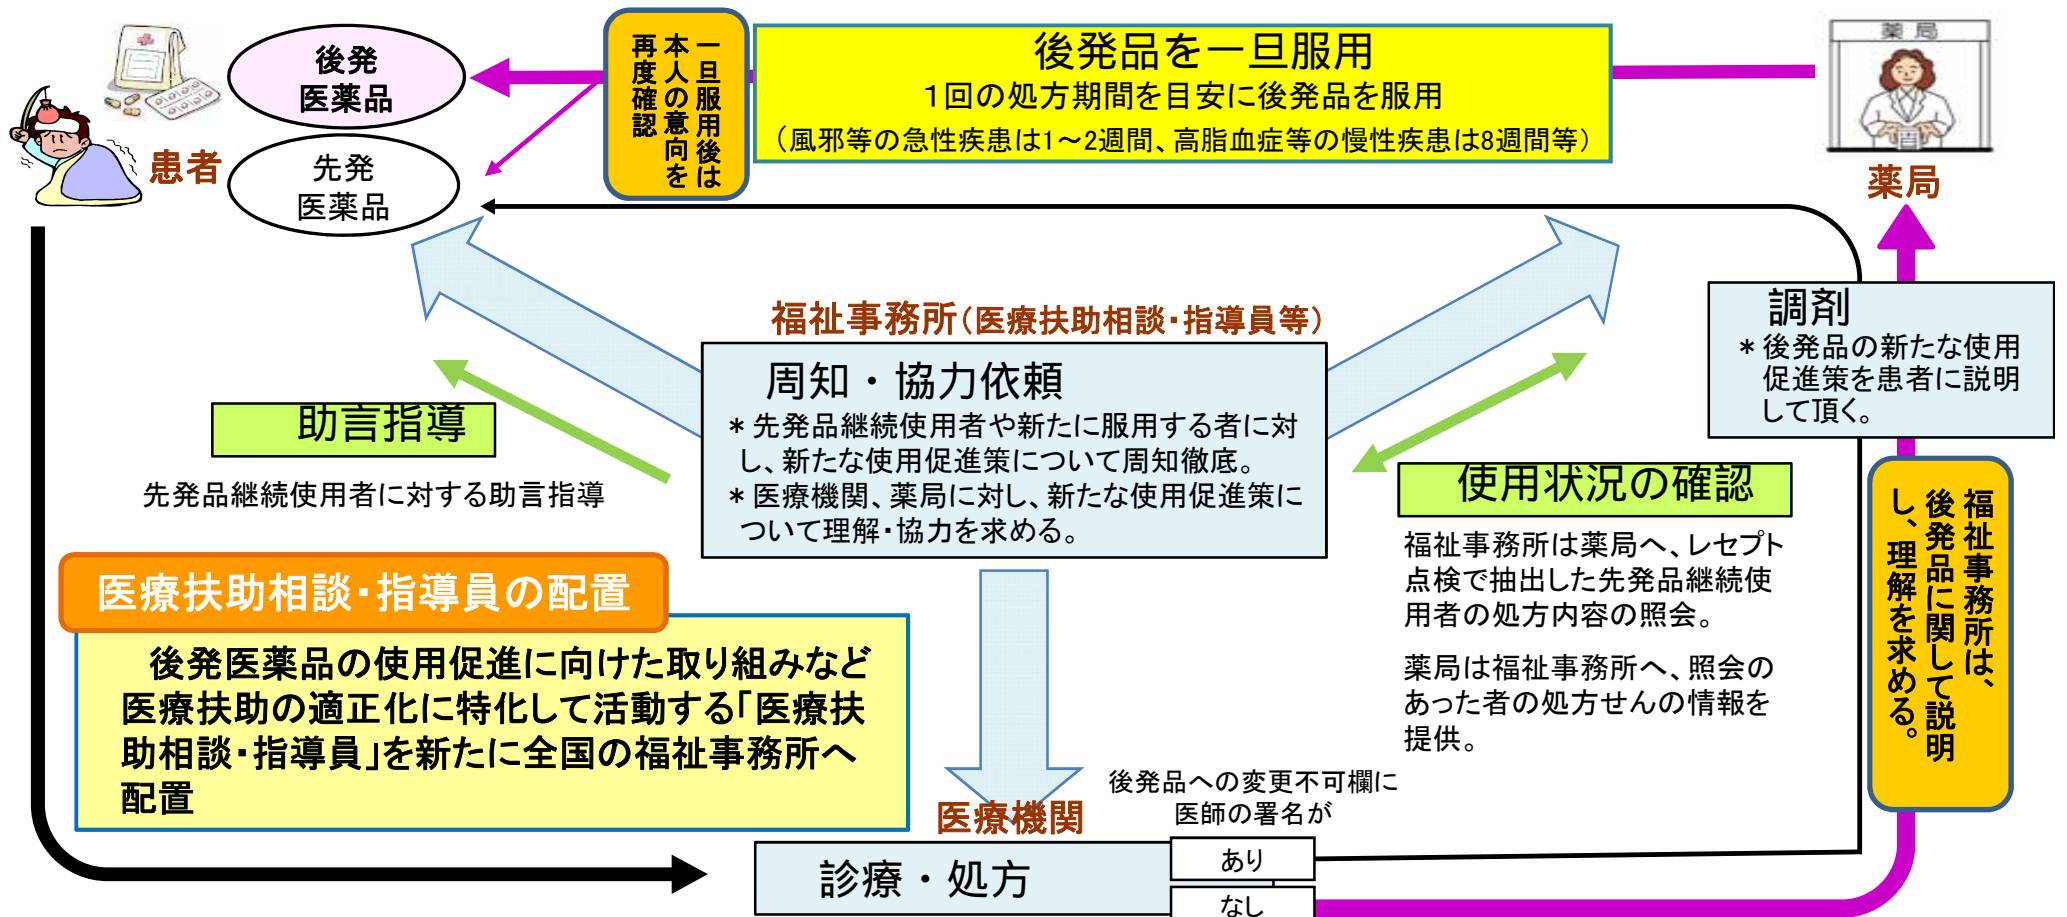 後発
医薬品
先発
医薬品
患者
一旦服用後は
本人の意向を
再度確認
後発品を一旦服用
１回の処方期間を目安に後発品を服用
（風邪等の急性疾患は1～2週間、高脂血症等の慢性疾患は8週間等）
薬局
薬局
福祉事務所（医療扶助相談・指導員等）
周知・協力依頼
＊先発品継続使用者や新たに服用する者に対
し、新たな使用促進策について周知徹底。
＊医療機関、薬局に対し、新たな使用促進策に
ついて理解・協力を求める。
調剤
＊後発品の新たな使用
促進策を患者に説明
して頂く。
助言指導
先発品継続使用者に対する助言指導
使用状況の確認
福祉事務所は薬局へ、レセプト
点検で抽出した先発品継続使
用者の処方内容の照会。
薬局は福祉事務所へ、照会の
あった者の処方せんの情報を
提供。
福祉事務所は、
後発品に関して説明
し、理解を求める。
医療扶助相談・指導員の配置
後発医薬品の使用促進に向けた取り組みなど
医療扶助の適正化に特化して活動する「医療扶
助相談・指導員」を新たに全国の福祉事務所へ
配置
医療機関
後発品への変更不可欄に
医師の署名が
診療・処方
あり
なし